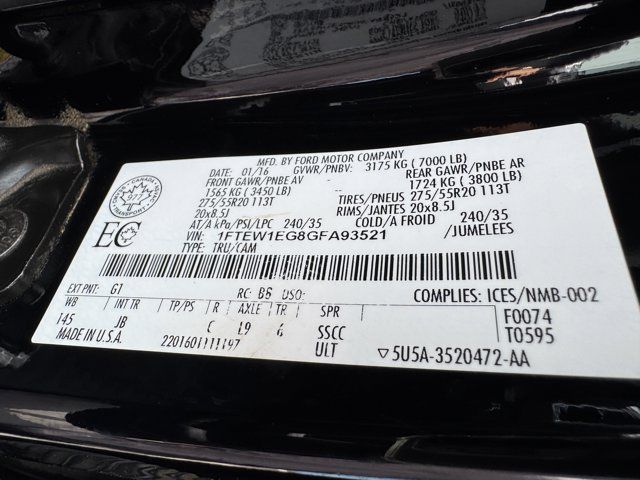 MFD. BY FORD MOTOR COMPANY
DATE: 01/16 GVWR/PNBV: 3175 KG ( 7000 LB)
FRONT GAWR/PNBE AV REAR GAWR/PNBE AR
1565 KG ( 3450 LB) 1724 KG ( 3800 LB)
275/55R20 113T TIRES/PNEUS 275/55R20 113T
20x8.5J RIMS/JANTES 20x8.5J
AT/A kPa/PSI/LPC 240/35 COLD/A FROID 240/35
VIN: 1FTEW1EG8GFA93521 /JUMELEES
TYPE: TRU/CAM
CANADA
977
TRANSPORT
EC
EXT PNT: G1 RC: B6 DSO: COMPLIES: ICES/NMB-002
WB INT TR TP/PS R AXLE TR SPR F0074
145 JB C L9 6 SSCC T0595
MADE IN U.S.A. ULT ▽5U5A-3520472-AA